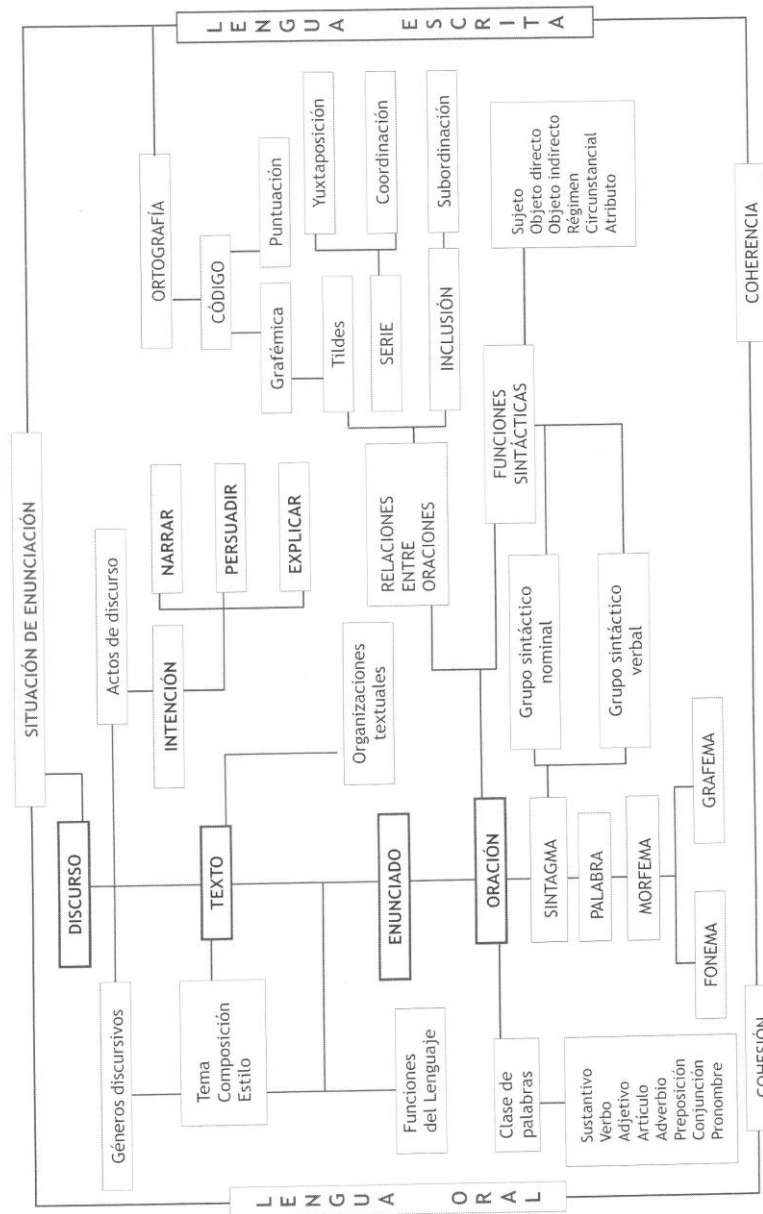 SITUACIÓN DE ENUNCIACIÓN
LENGUA ORAL
LENGUA ESCRITA
DISCURSO
Géneros discursivos
Actos de discurso
ORTOGRAFÍA
INTENCIÓN
CÓDIGO
NARRAR
PERSUADIR
EXPLICAR
Grafémica
Puntuación
Tildes
Tema
Composición
Estilo
TEXTO
Organizaciones
textuales
Funciones
del Lenguaje
ENUNCIADO
RELACIONES
ENTRE
ORACIONES
SERIE
Yuxtaposición
Coordinación
INCLUSIÓN
Subordinación
Clase de
palabras
ORACIÓN
FUNCIONES
SINTÁCTICAS
Sujeto
Objeto directo
Objeto indirecto
Régimen
Circunstancial
Atributo
Sustantivo
Verbo
Adjetivo
Artículo
Adverbio
Preposición
Conjunción
Pronombre
SINTAGMA
Grupo sintáctico
nominal
Grupo sintáctico
verbal
PALABRA
MORFEMA
FONEMA
GRAFEMA
COHESIÓN
COHERENCIA